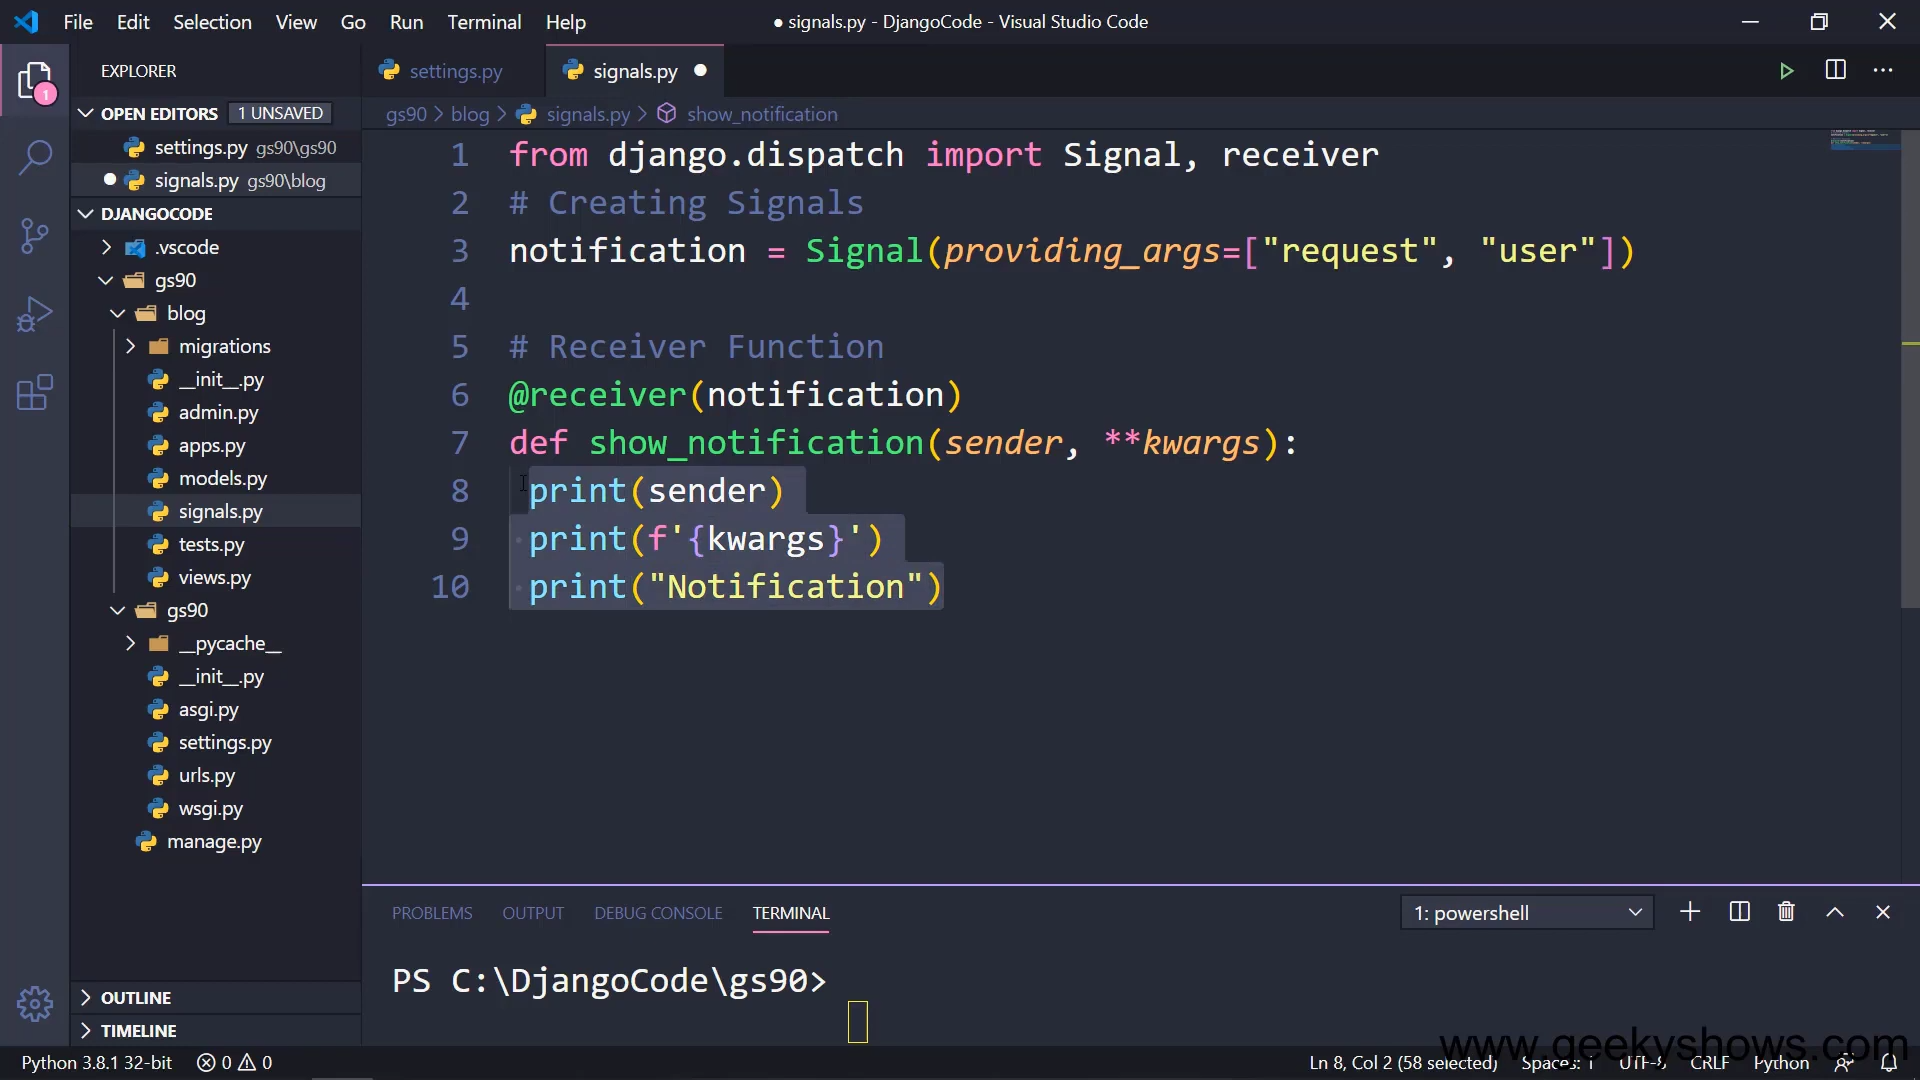 File Edit Selection View Go Run Terminal Help
● signals.py - DjangoCode - Visual Studio Code
EXPLORER
1
OPEN EDITORS 1 UNSAVED
settings.py gs90\gs90
signals.py gs90\blog
DJANGOCODE
.vscode
gs90
blog
migrations
__init__.py
admin.py
apps.py
models.py
signals.py
tests.py
views.py
gs90
__pycache__
__init__.py
asgi.py
settings.py
urls.py
wsgi.py
manage.py
OUTLINE
TIMELINE
settings.py signals.py
gs90 > blog > signals.py > show_notification
1 from django.dispatch import Signal, receiver
2 # Creating Signals
3 notification = Signal(providing_args=["request", "user"])
4
5 # Receiver Function
6 @receiver(notification)
7 def show_notification(sender, **kwargs):
8 print(sender)
9 print(f'{kwargs}')
10 print("Notification")
PROBLEMS OUTPUT DEBUG CONSOLE TERMINAL 1: powershell
PS C:\DjangoCode\gs90>
www.geekyshows.com
Python 3.8.1 32-bit 0 0 Ln 8, Col 2 (58 selected) Spaces: 1 UTF-8 CRLF Python